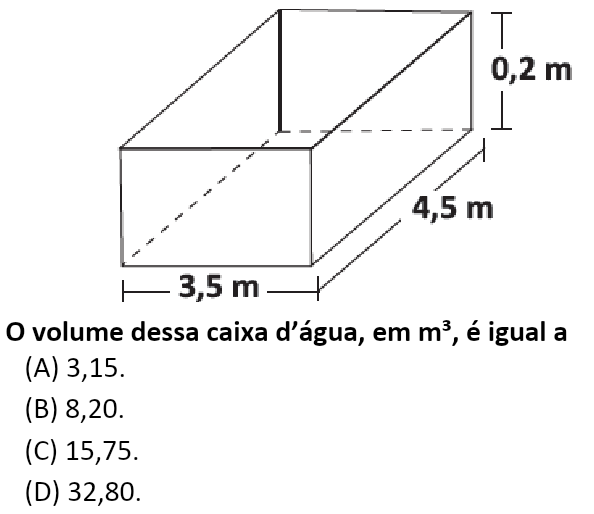 0,2 m
4,5 m
3,5 m
O volume dessa caixa d’água, em m³, é igual a
(A) 3,15.
(B) 8,20.
(C) 15,75.
(D) 32,80.